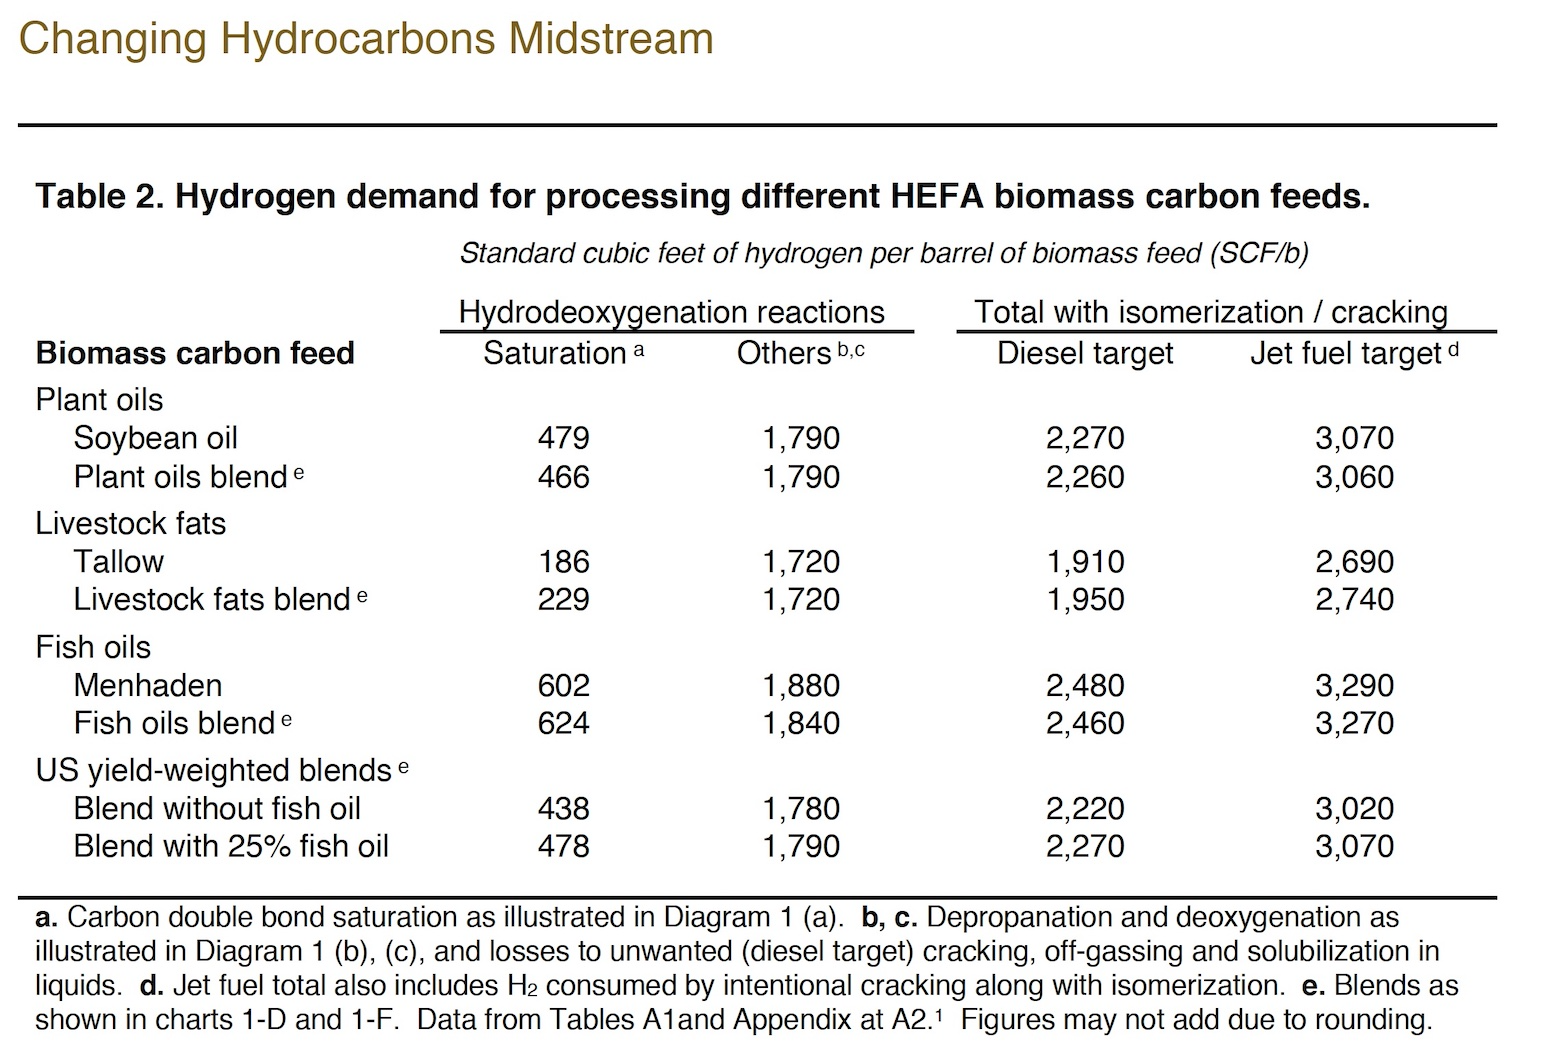 Changing Hydrocarbons Midstream
Table 2. Hydrogen demand for processing different HEFA biomass carbon feeds.
Standard cubic feet of hydrogen per barrel of biomass feed (SCF/b)
Hydrodeoxygenation reactions Total with isomerization / cracking
Biomass carbon feed Saturation a Others b,c Diesel target Jet fuel target d
Plant oils
Soybean oil 479 1,790 2,270 3,070
Plant oils blend e 466 1,790 2,260 3,060
Livestock fats
Tallow 186 1,720 1,910 2,690
Livestock fats blend e 229 1,720 1,950 2,740
Fish oils
Menhaden 602 1,880 2,480 3,290
Fish oils blend e 624 1,840 2,460 3,270
US yield-weighted blends e
Blend without fish oil 438 1,780 2,220 3,020
Blend with 25% fish oil 478 1,790 2,270 3,070
a. Carbon double bond saturation as illustrated in Diagram 1 (a). b, c. Depropanation and deoxygenation as
illustrated in Diagram 1 (b), (c), and losses to unwanted (diesel target) cracking, off-gassing and solubilization in
liquids. d. Jet fuel total also includes H2 consumed by intentional cracking along with isomerization. e. Blends as
shown in charts 1-D and 1-F. Data from Tables A1and Appendix at A2.¹ Figures may not add due to rounding.